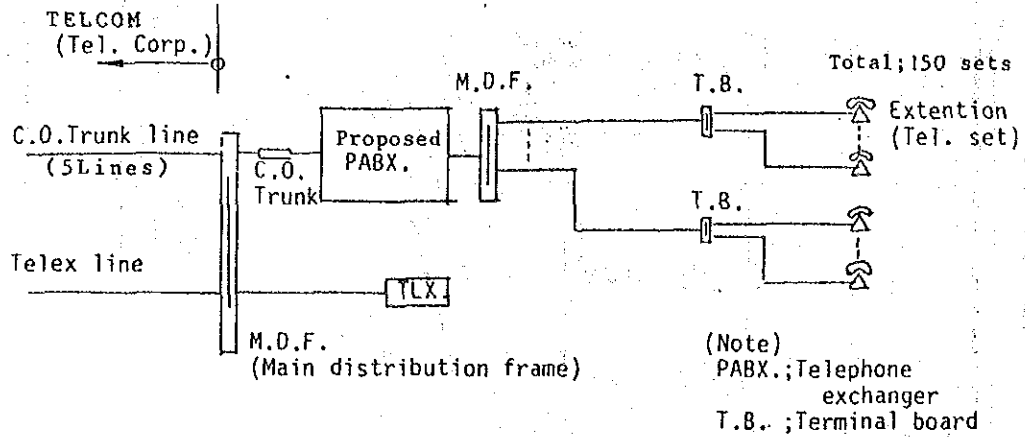 TELCOM
(Tel. Corp.)
Total;150 sets
M.D.F.
T.B.
Extention
(Tel. set)
C.O.Trunk line
(5Lines)
C.O.
Trunk
Proposed
PABX.
T.B.
Telex line
TLX.
M.D.F.
(Main distribution frame)
(Note)
PABX.;Telephone
exchanger
T.B. ;Terminal board